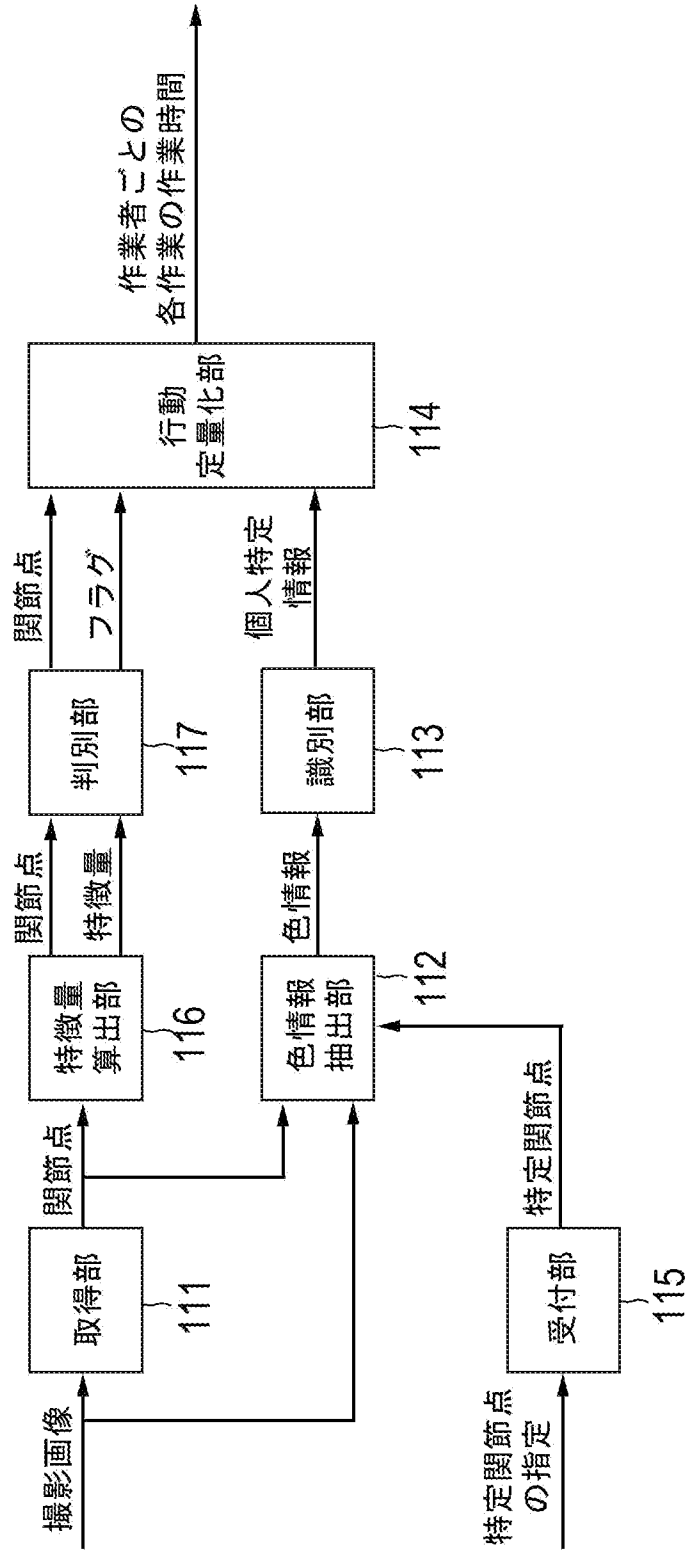 撮影画像
取得部
111
関節点
特徴量
算出部
116
関節点
特徴量
判別部
117
関節点
フラグ
色情報
抽出部
112
色情報
識別部
113
個人特定
情報
行動
定量化部
114
作業者ごとの
各作業の作業時間
特定関節点
の指定
受付部
115
特定関節点